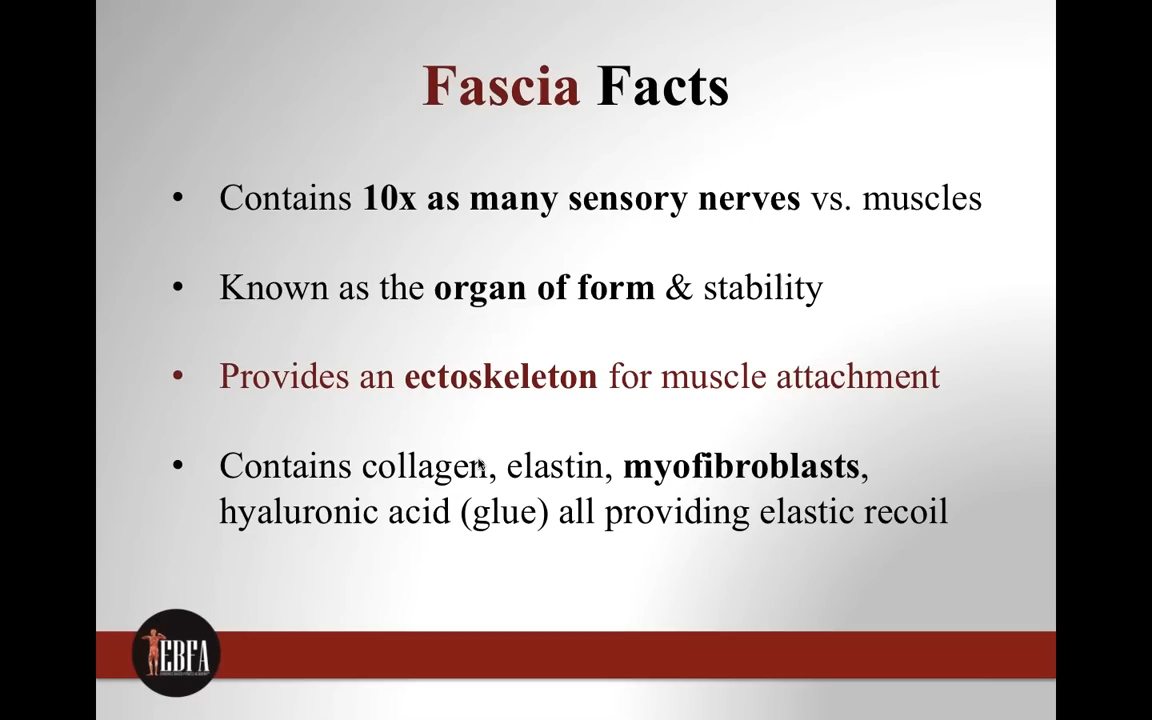 Fascia Facts
• Contains 10x as many sensory nerves vs. muscles
• Known as the organ of form & stability
• Provides an ectoskeleton for muscle attachment
• Contains collagen, elastin, myofibroblasts,
hyaluronic acid (glue) all providing elastic recoil
EBFA